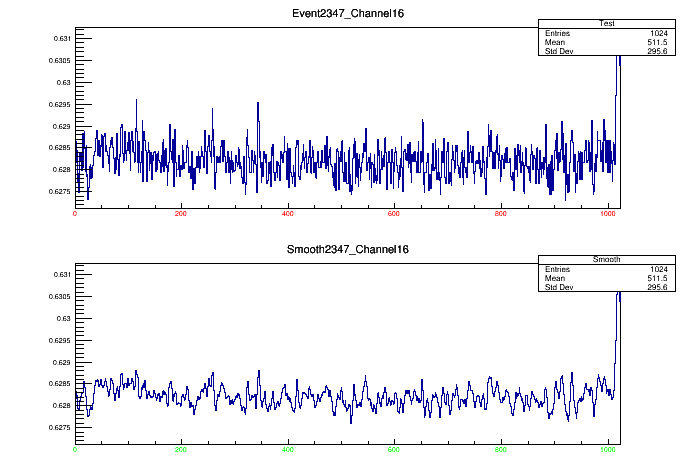 Event2347_Channel16
Test
Entries 1024
Mean 511.5
Std Dev 295.6
0.631
0.6305
0.63
0.6295
0.629
0.6285
0.628
0.6275
0 200 400 600 800 1000
Smooth2347_Channel16
Smooth
Entries 1024
Mean 511.5
Std Dev 295.6
0.631
0.6305
0.63
0.6295
0.629
0.6285
0.628
0.6275
0 200 400 600 800 1000